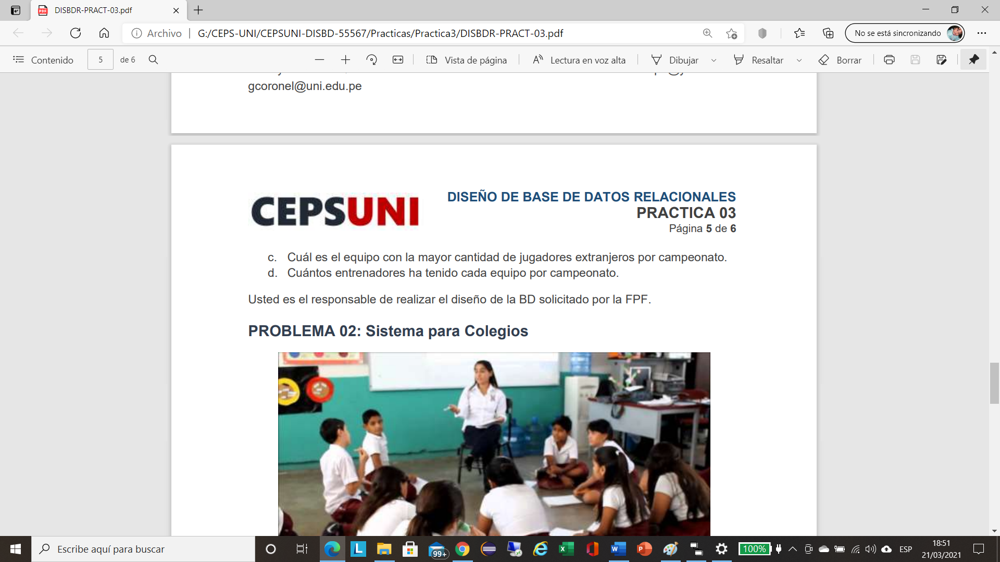 DISBDR-PRACT-03.pdf
Archivo G:/CEPS-UNI/CEPSUNI-DISBD-55567/Practicas/Practica3/DISBDR-PRACT-03.pdf
No se está sincronizando
Contenido 5 de 6
Vista de página
Lectura en voz alta
Dibujar
Resaltar
Borrar
gcoronel@uni.edu.pe
CEPSUNI
DISEÑO DE BASE DE DATOS RELACIONALES
PRACTICA 03
Página 5 de 6
c. Cuál es el equipo con la mayor cantidad de jugadores extranjeros por campeonato.
d. Cuántos entrenadores ha tenido cada equipo por campeonato.
Usted es el responsable de realizar el diseño de la BD solicitado por la FPF.
PROBLEMA 02: Sistema para Colegios
Escribe aquí para buscar
99+
100%
ESP
18:51
21/03/2021